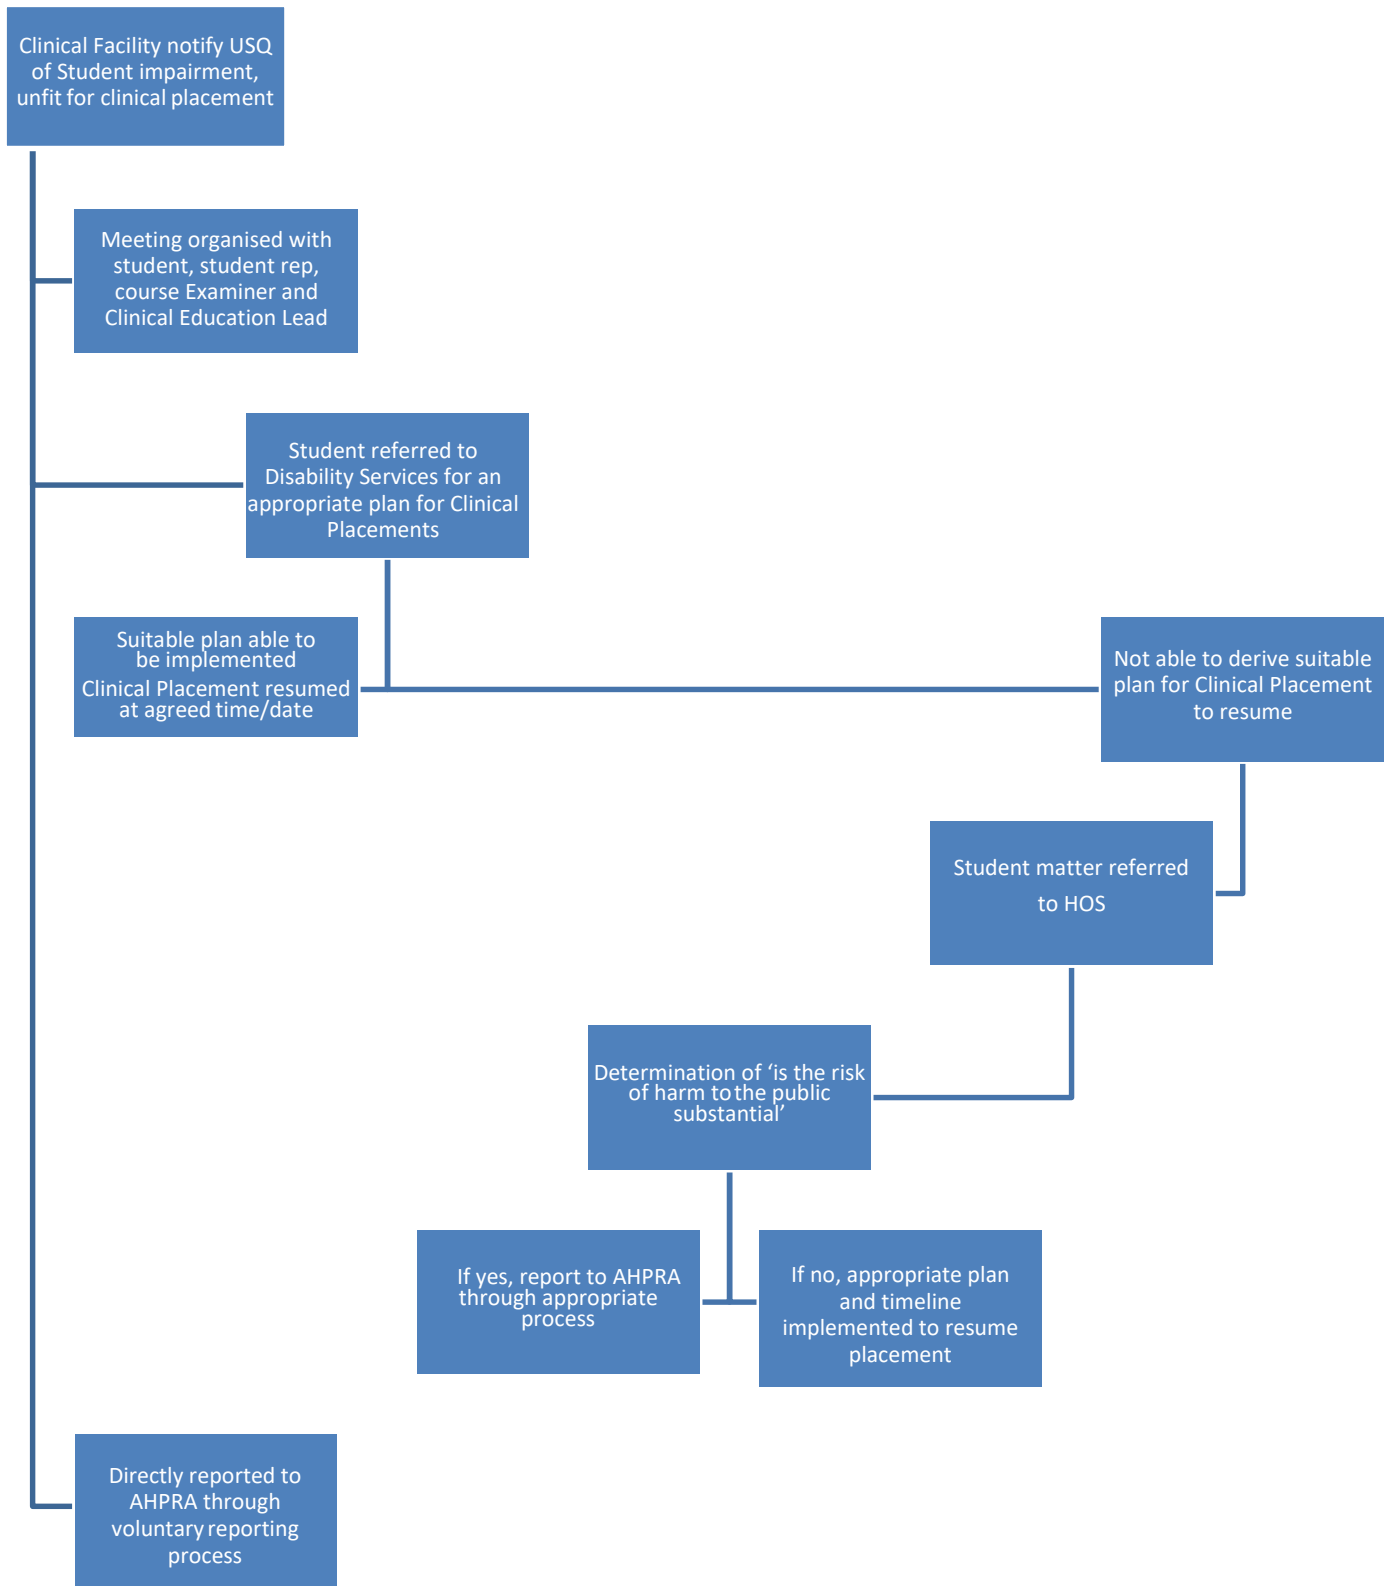 Clinical Facility notify USQ
of Student impairment,
unfit for clinical placement
Meeting organised with
student, student rep,
course Examiner and
Clinical Education Lead
Student referred to
Disability Services for an
appropriate plan for Clinical
Placements
Suitable plan able to
be implemented
Clinical Placement resumed
at agreed time/date
Not able to derive suitable
plan for Clinical Placement
to resume
Student matter referred
to HOS
Determination of ‘is the risk
of harm to the public
substantial’
If yes, report to AHPRA
through appropriate
process
If no, appropriate plan
and timeline
implemented to resume
placement
Directly reported to
AHPRA through
voluntary reporting
process